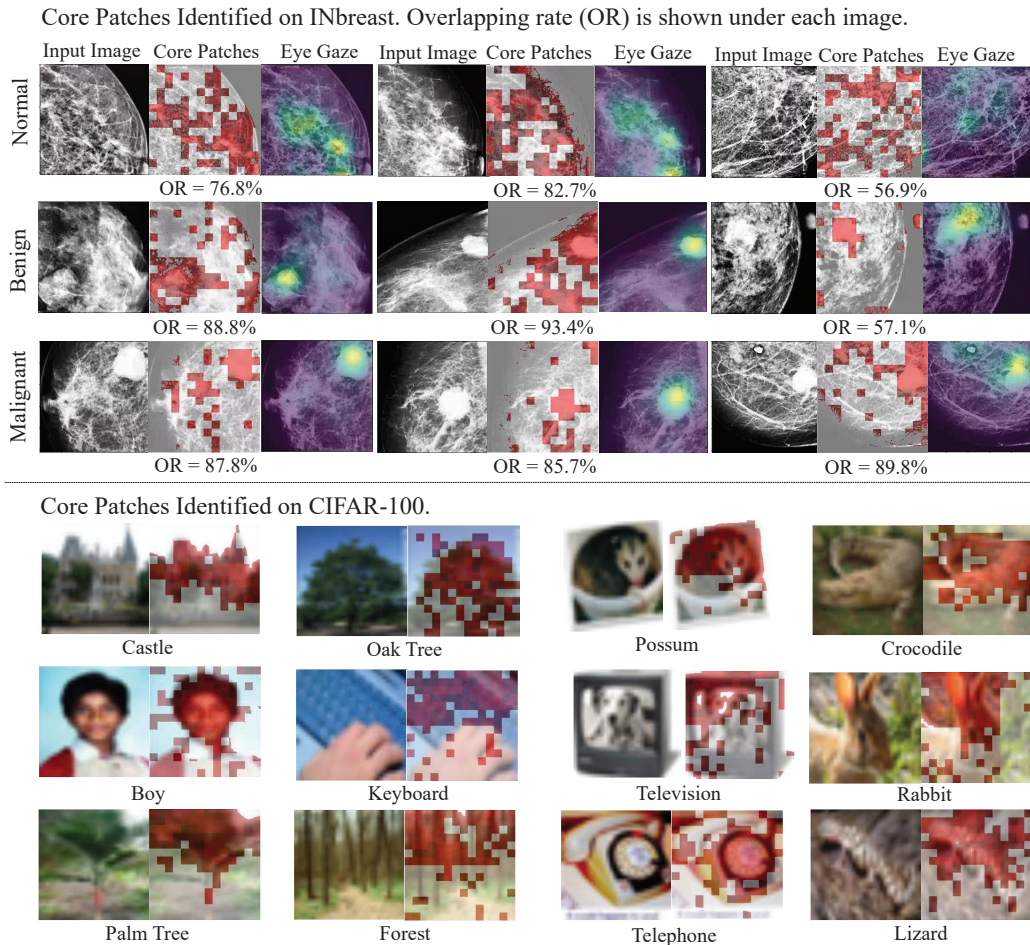 Core Patches Identified on INbreast. Overlapping rate (OR) is shown under each image.
Input Image Core Patches Eye Gaze Input Image Core Patches Eye Gaze Input Image Core Patches Eye Gaze
Normal
OR = 76.8% OR = 82.7% OR = 56.9%
Benign
OR = 88.8% OR = 93.4% OR = 57.1%
Malignant
OR = 87.8% OR = 85.7% OR = 89.8%
Core Patches Identified on CIFAR-100.
Castle Oak Tree Possum Crocodile
Boy Keyboard Television Rabbit
Palm Tree Forest Telephone Lizard